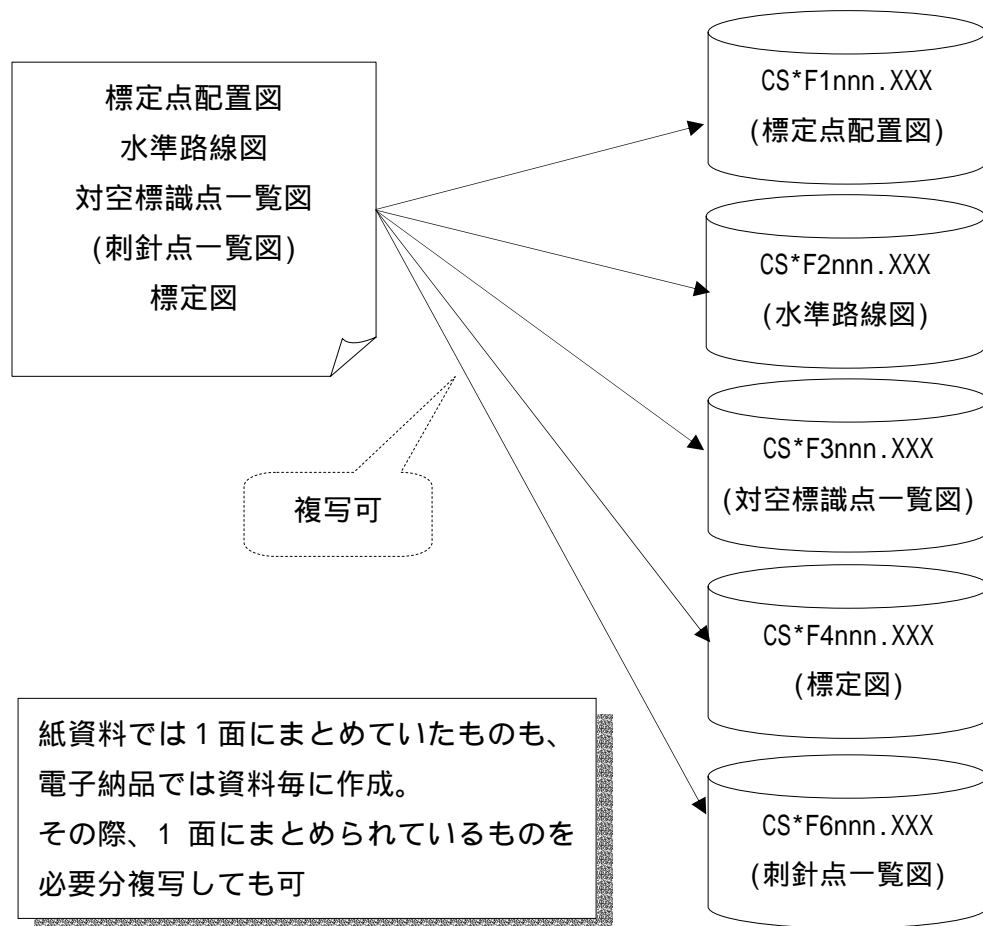 標定点配置図
水準路線図
対空標識点一覧図
(刺針点一覧図)
標定図
複写可
紙資料では1面にまとめていたものも、
電子納品では資料毎に作成。
その際、1 面にまとめられているものを
必要分複写しても可
CS*F1nnn.XXX
(標定点配置図)
CS*F2nnn.XXX
(水準路線図)
CS*F3nnn.XXX
(対空標識点一覧図)
CS*F4nnn.XXX
(標定図)
CS*F6nnn.XXX
(刺針点一覧図)